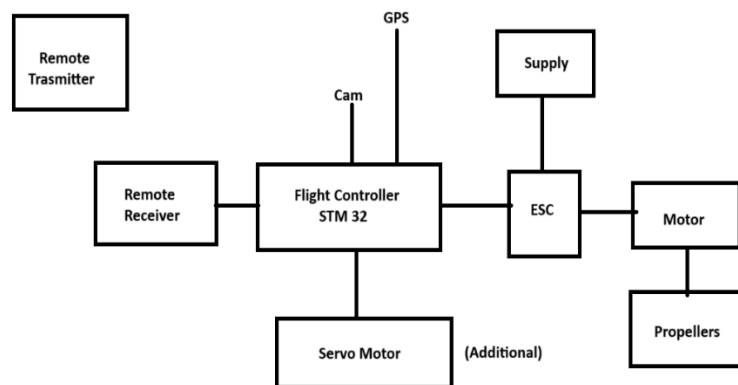 GPS
Remote
Trasmitter
Supply
Cam
Remote
Receiver
Flight Controller
STM 32
ESC
Motor
Servo Motor
(Additional)
Propellers